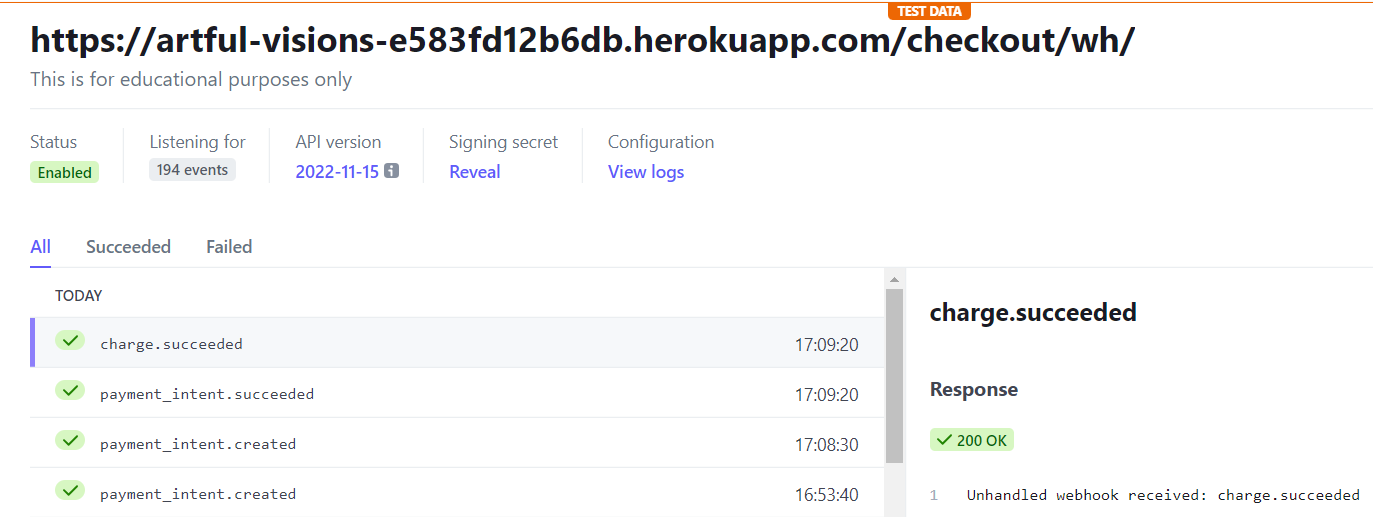 TEST DATA
https://artful-visions-e583fd12b6db.herokuapp.com/checkout/wh/
This is for educational purposes only
Status
Enabled
Listening for
194 events
API version
2022-11-15
Signing secret
Reveal
Configuration
View logs
All Succeeded Failed
TODAY
charge.succeeded 17:09:20
payment_intent.succeeded 17:09:20
payment_intent.created 17:08:30
payment_intent.created 16:53:40
charge.succeeded
Response
200 OK
1 Unhandled webhook received: charge.succeeded